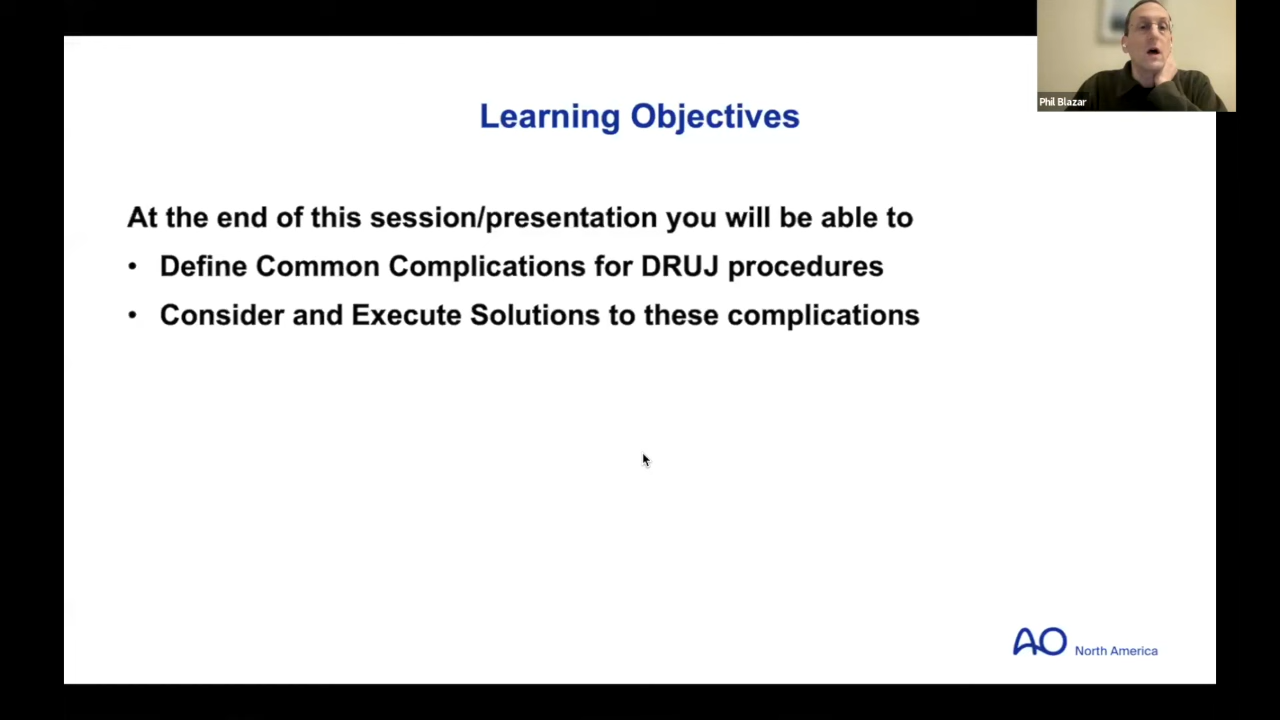 Phil Blazar
Learning Objectives
At the end of this session/presentation you will be able to
• Define Common Complications for DRUJ procedures
• Consider and Execute Solutions to these complications
AO North America